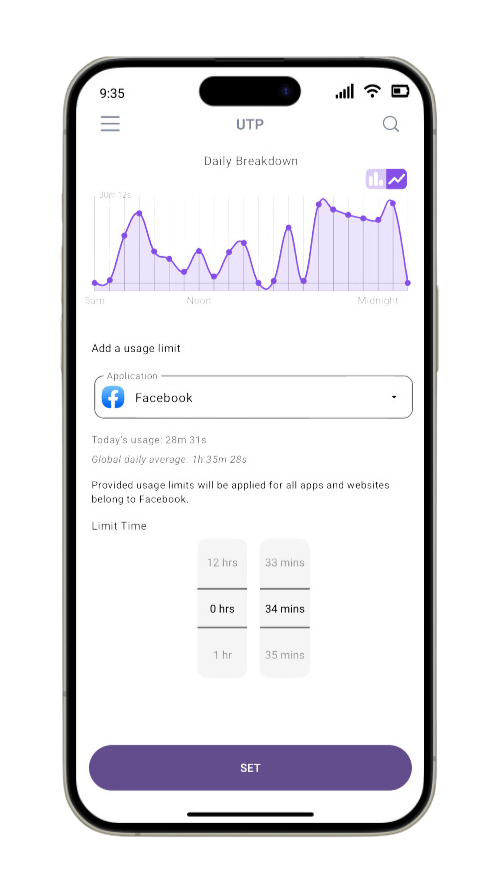 9:35
UTP
Daily Breakdown
30m 12s
5am Noon Midnight
Add a usage limit
Application
Facebook
Today's usage: 28m 31s
Global daily average: 1h 35m 28s
Provided usage limits will be applied for all apps and websites
belong to Facebook.
Limit Time
12 hrs 33 mins
0 hrs 34 mins
1 hr 35 mins
SET